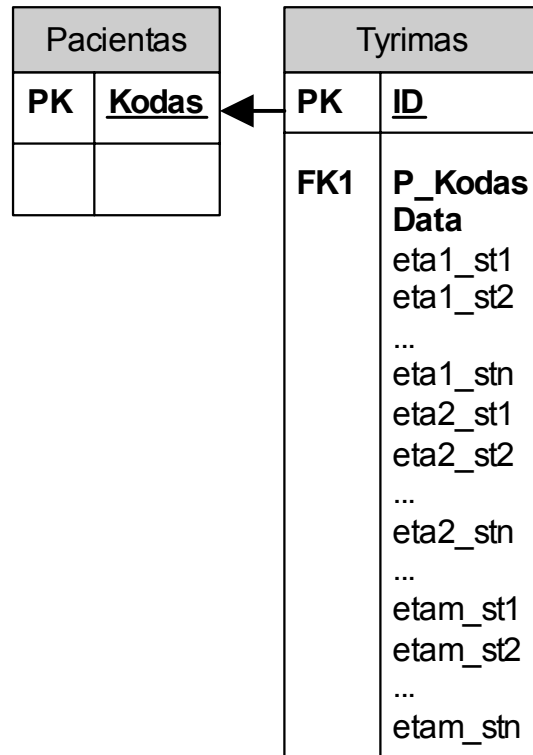 Pacientas
PK Kodas
Tyrimas
PK ID
FK1 P_Kodas
Data
eta1_st1
eta1_st2
...
eta1_stn
eta2_st1
eta2_st2
...
eta2_stn
...
etam_st1
etam_st2
...
etam_stn